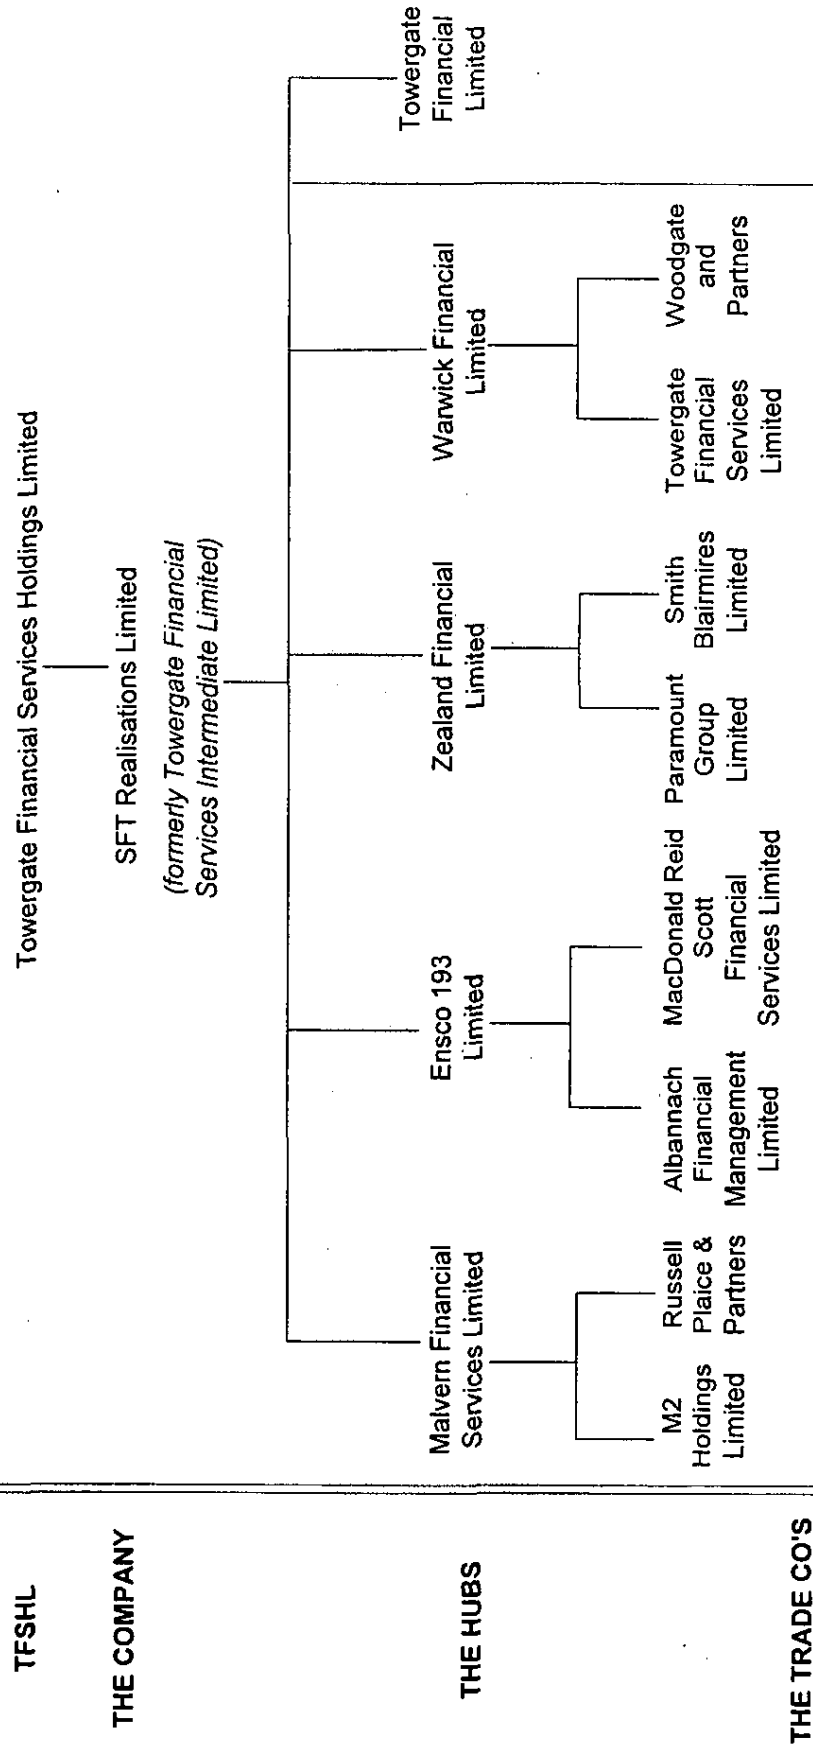 TFSHL
Towergate Financial Services Holdings Limited
THE COMPANY
SFT Realisations Limited
(formerly Towergate Financial
Services Intermediate Limited)
THE HUBS
Malvern Financial
Services Limited
Ensco 193
Limited
Zealand Financial
Limited
Warwick Financial
Limited
Towergate
Financial
Limited
THE TRADE CO'S
M2
Holdings
Limited
Russell
Plaice &
Partners
Albannach
Financial
Management
Limited
MacDonald Reid
Scott
Financial
Services Limited
Paramount
Group
Limited
Smith
Blairmires
Limited
Towergate
Financial
Services
Limited
Woodgate
and
Partners